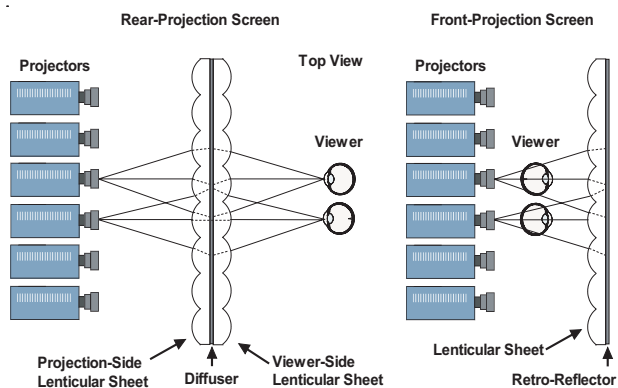 Rear-Projection Screen
Projectors
Top View
Viewer
Projection-Side
Lenticular Sheet
Diffuser
Viewer-Side
Lenticular Sheet
Front-Projection Screen
Projectors
Viewer
Lenticular Sheet
Retro-Reflector